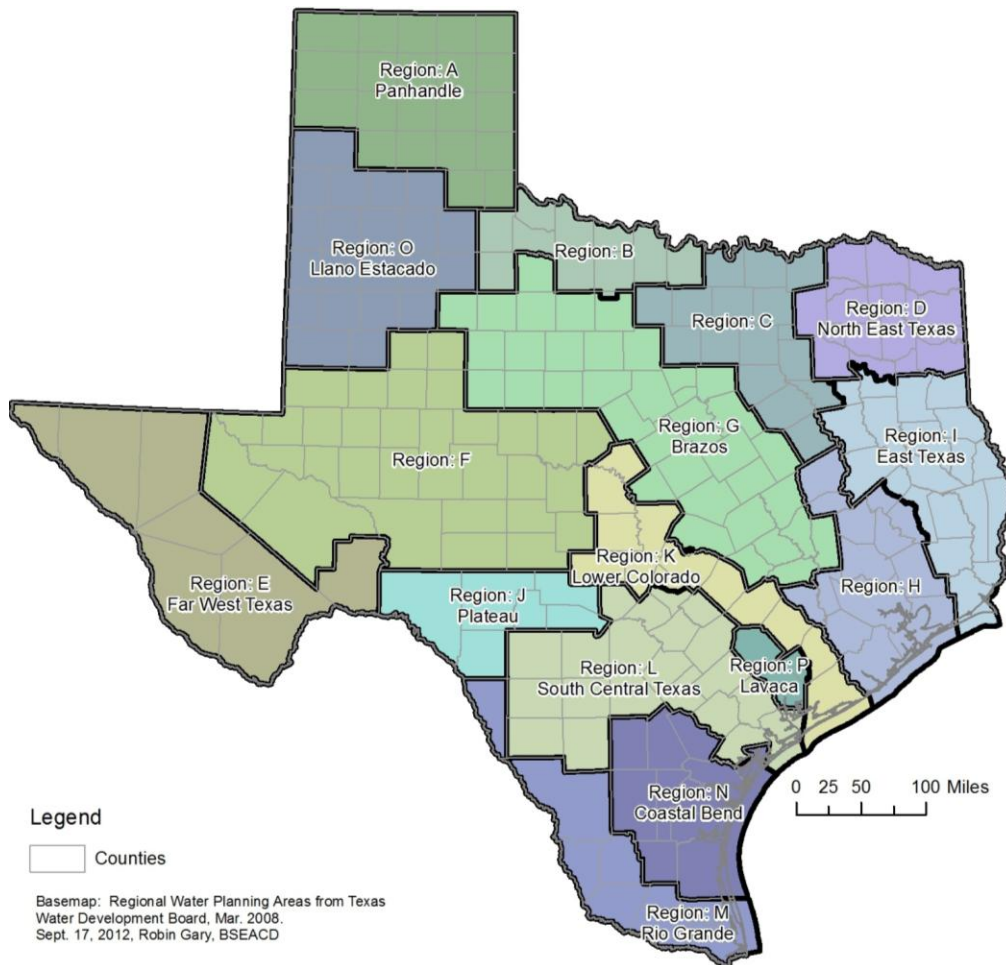 Region: A
Panhandle
Region: O
Llano Estacado
Region: B
Region: C
Region: D
North East Texas
Region: G
Brazos
Region: I
East Texas
Region: F
Region: K
Lower Colorado
Region: H
Region: E
Far West Texas
Region: J
Plateau
Region: L
South Central Texas
Region: P
Lavaca
Region: N
Coastal Bend
0 25 50 100 Miles
Region: M
Rio Grande
Legend
Counties
Basemap: Regional Water Planning Areas from Texas
Water Development Board, Mar. 2008.
Sept. 17, 2012, Robin Gary, BSEACD